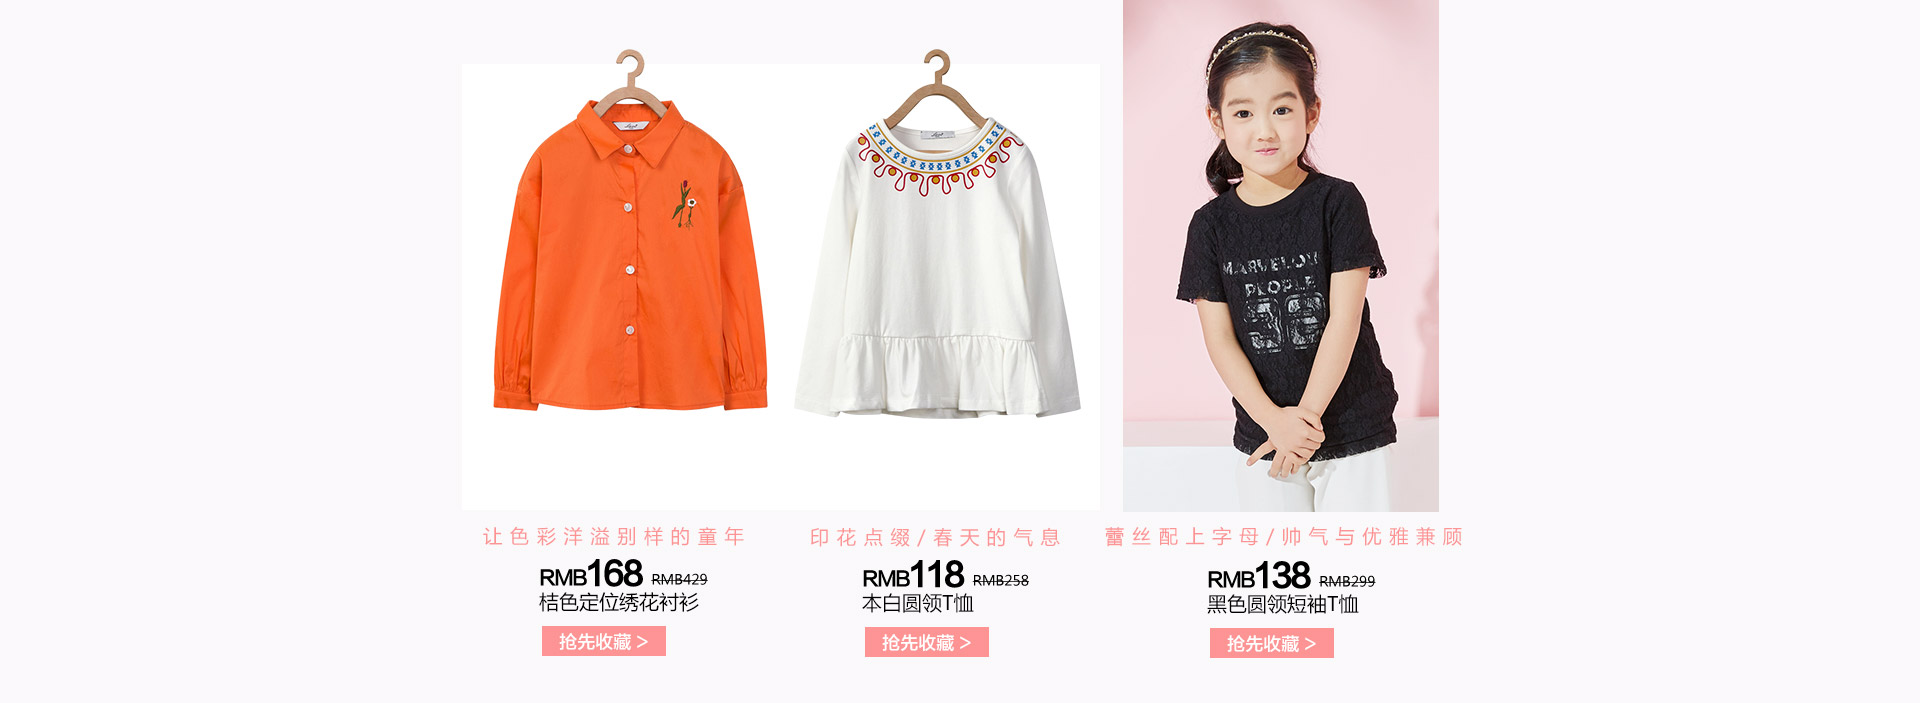 MARVELOU
PEOPLE
让色彩洋溢别样的童年
RMB168 RMB429
桔色定位绣花衬衫
抢先收藏 >
印花点缀/春天的气息
RMB118 RMB258
本白圆领T恤
抢先收藏 >
蕾丝配上字母/帅气与优雅兼顾
RMB138 RMB299
黑色圆领短袖T恤
抢先收藏 >